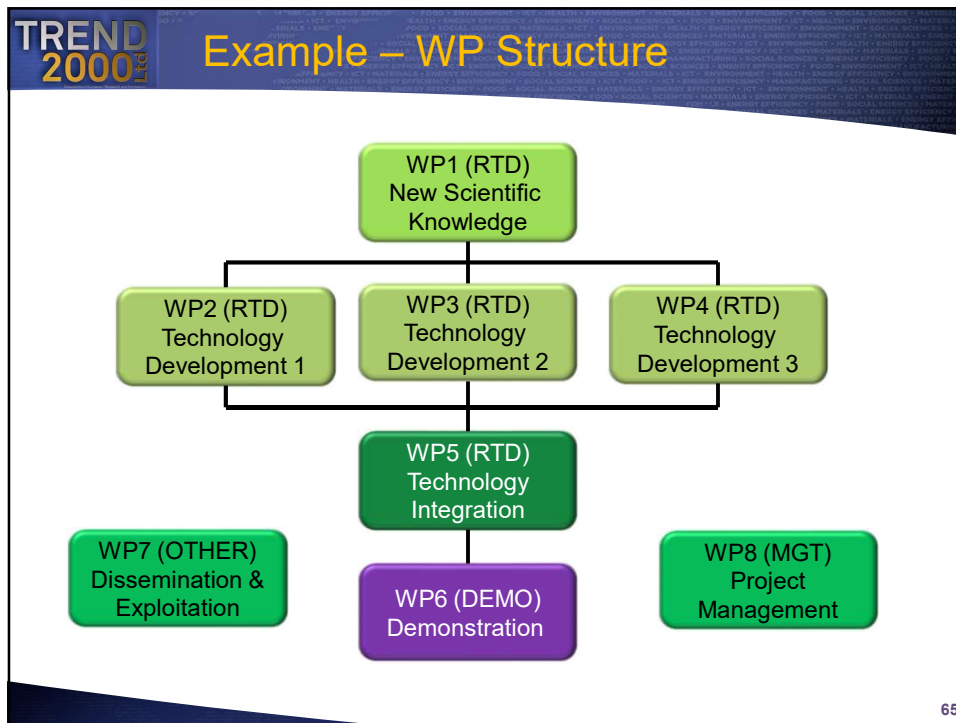 TREND
2000 Ltd
Example – WP Structure
WP1 (RTD)
New Scientific
Knowledge
WP2 (RTD)
Technology
Development 1
WP3 (RTD)
Technology
Development 2
WP4 (RTD)
Technology
Development 3
WP5 (RTD)
Technology
Integration
WP7 (OTHER)
Dissemination &
Exploitation
WP6 (DEMO)
Demonstration
WP8 (MGT)
Project
Management
65